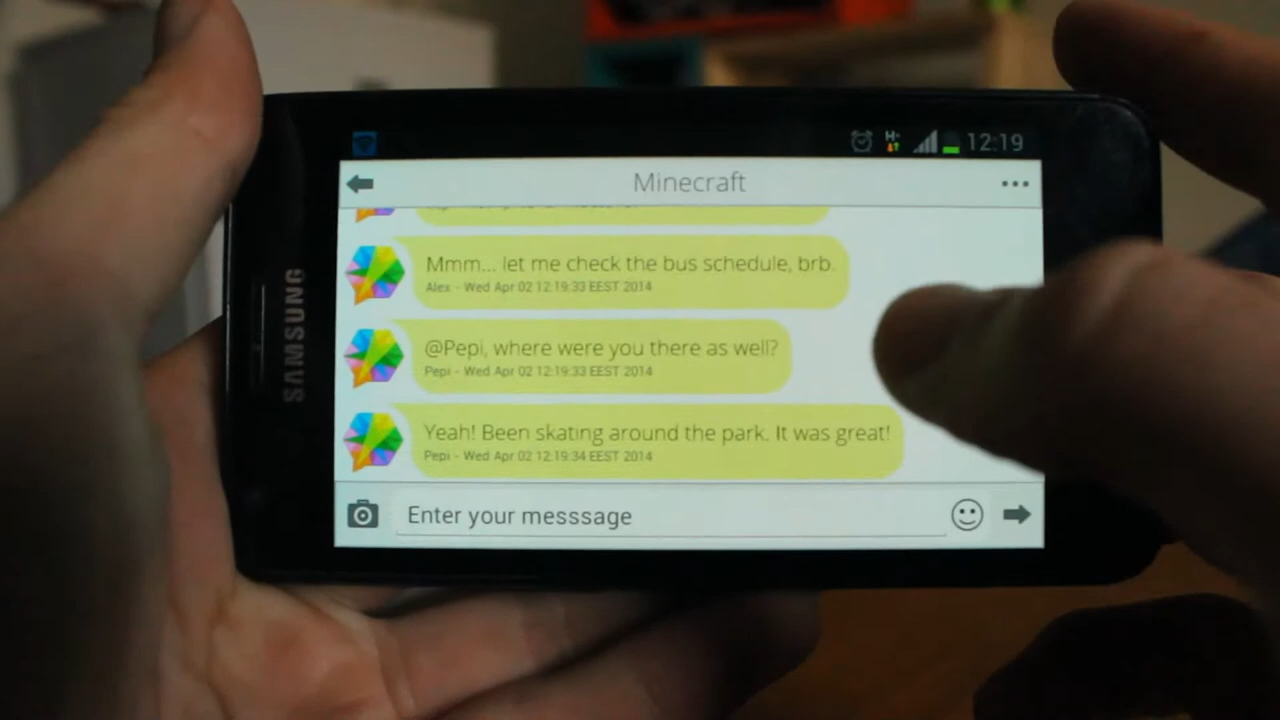 12:19
Minecraft
Mmm... let me check the bus schedule, brb.
Alex - Wed Apr 02 12:19:33 EEST 2014
@Pepi, where were you there as well?
Pepi - Wed Apr 02 12:19:33 EEST 2014
Yeah! Been skating around the park. It was great!
Pepi - Wed Apr 02 12:19:34 EEST 2014
Enter your messsage
SAMSUNG